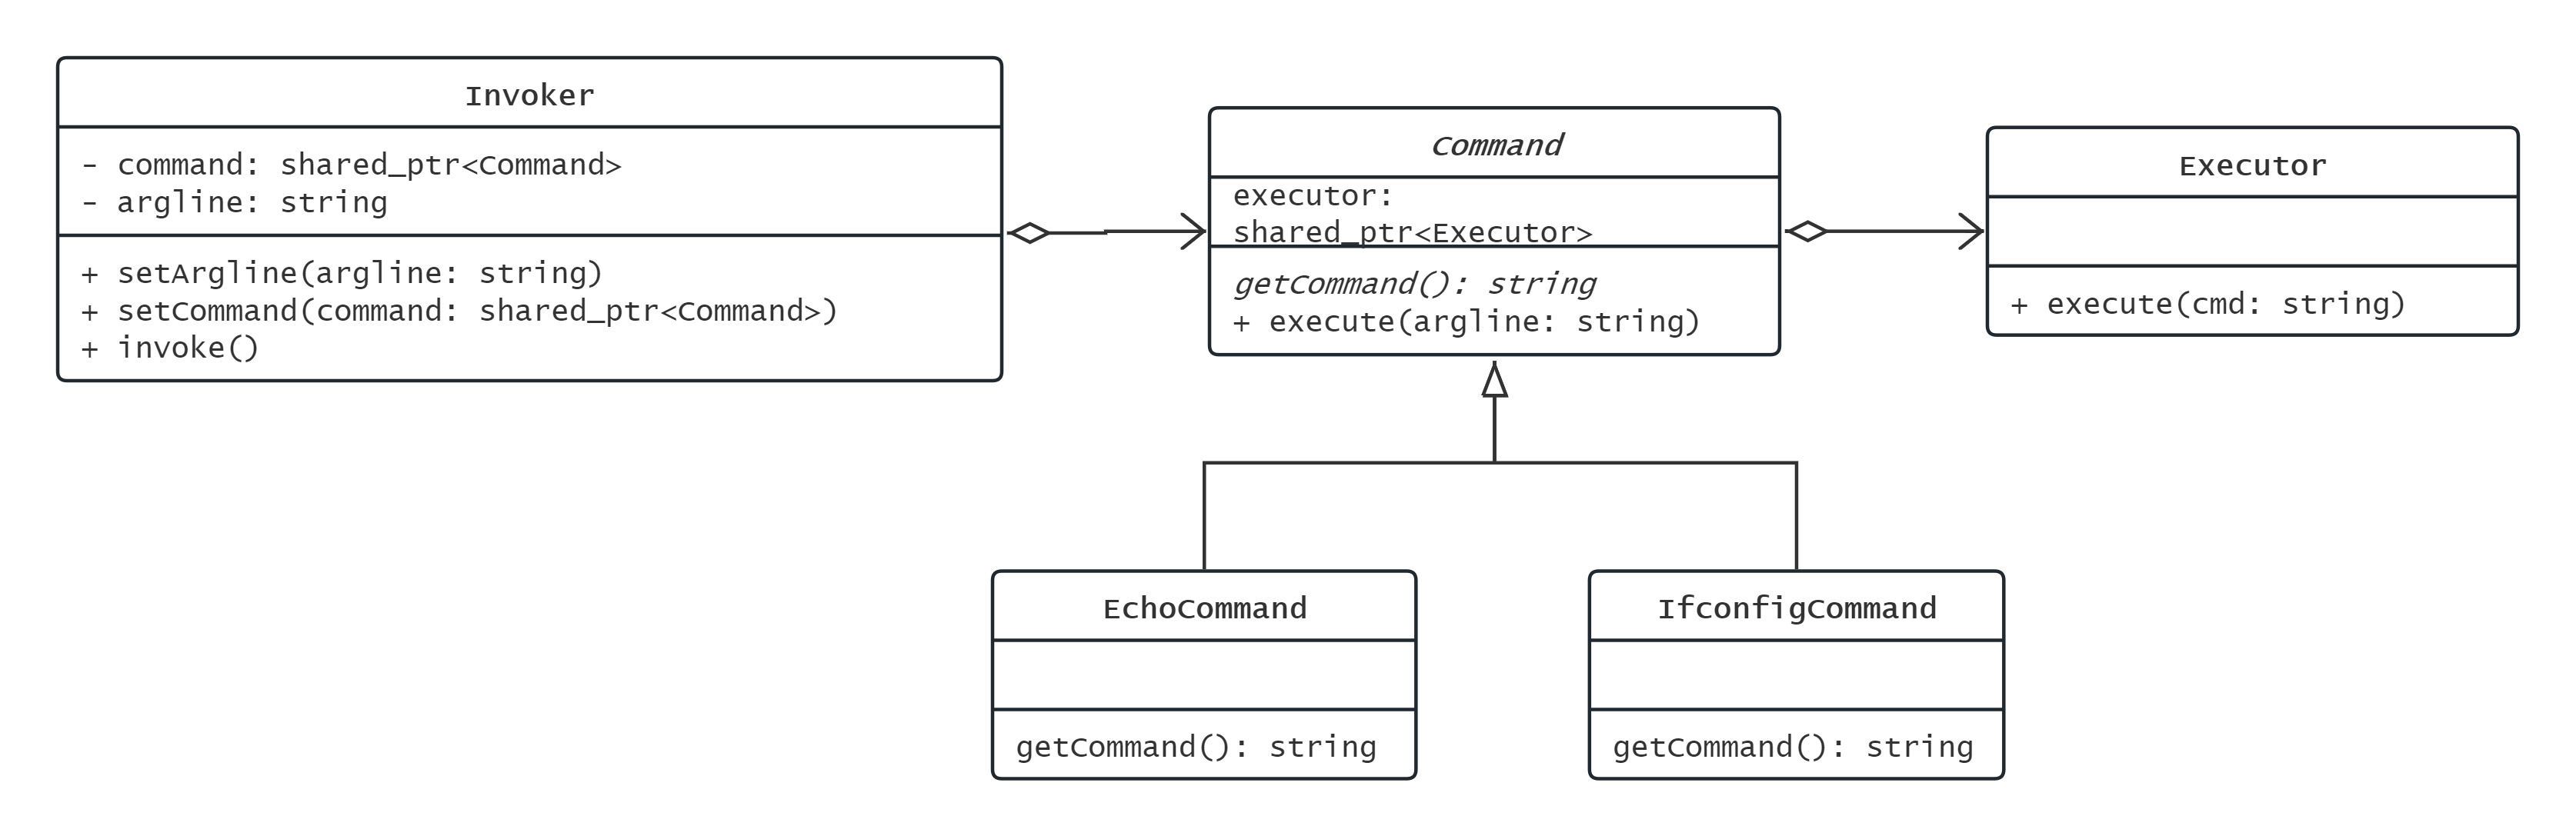 Invoker
- command: shared_ptr<Command>
- argline: string
+ setArgline(argline: string)
+ setCommand(command: shared_ptr<Command>)
+ invoke()
Command
executor:
shared_ptr<Executor>
getCommand(): string
+ execute(argline: string)
Executor
+ execute(cmd: string)
EchoCommand
getCommand(): string
IfconfigCommand
getCommand(): string